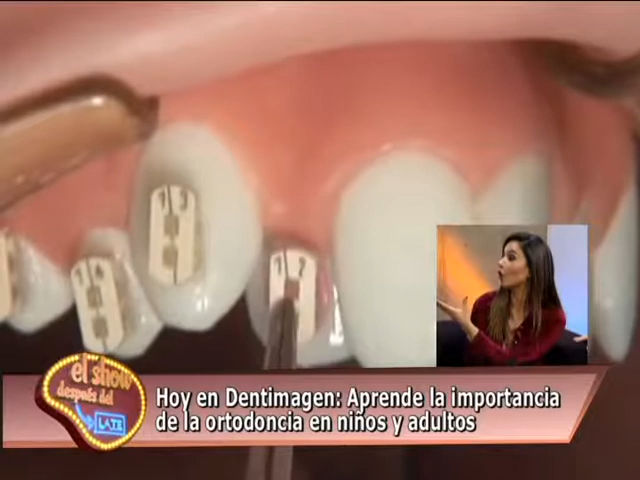 el show
después del
LATE
Hoy en Dentimagen: Aprende la importancia
de la ortodoncia en niños y adultos